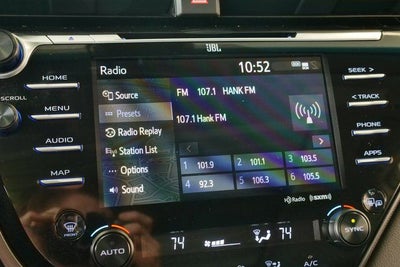 JBL
Radio
10:52
HOME
SCROLL
MENU
AUDIO
MAP
Source
Presets
Radio Replay
Station List
Options
Sound
FM 107.1 HANK FM
107.1 Hank FM
1 101.9
2 101.1
3 103.5
4 92.3
5 106.3
6 105.5
Radio
SEEK >
< TRACK
PHONE
APPS
FRONT
AUTO
74
74
SYNC
A/C